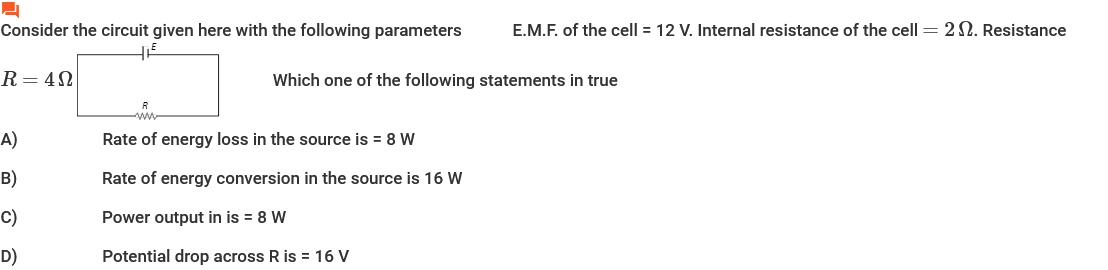 Consider the circuit given here with the following parameters E.M.F. of the cell = 12 V. Internal resistance of the cell = 2 Ω. Resistance
E
R = 4 Ω Which one of the following statements in true
R
A) Rate of energy loss in the source is = 8 W
B) Rate of energy conversion in the source is 16 W
C) Power output in is = 8 W
D) Potential drop across R is = 16 V